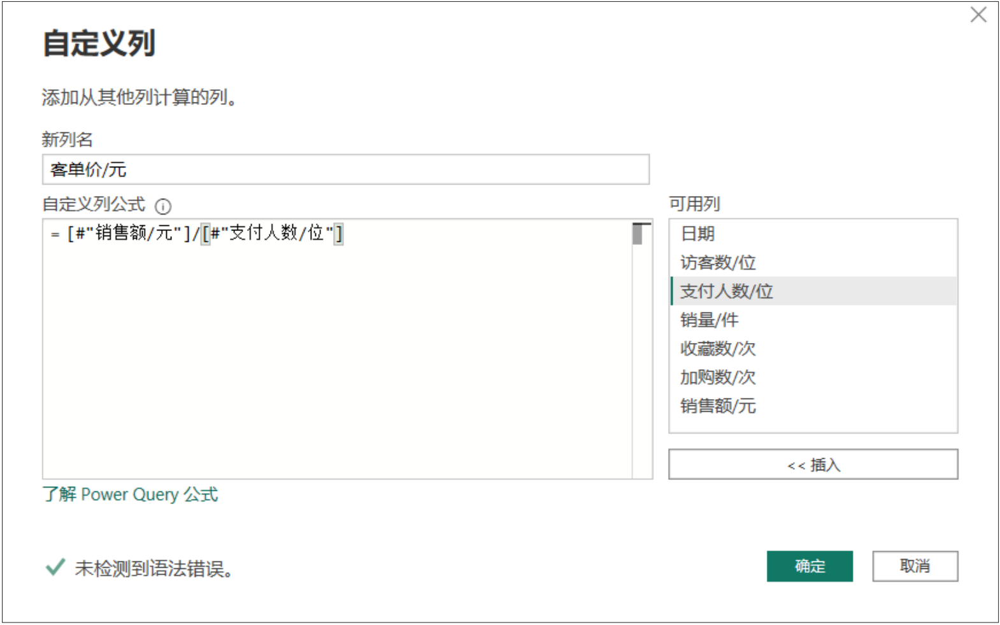 自定义列
添加从其他列计算的列。
新列名
客单价/元
自定义列公式
= [#"销售额/元"]/[#"支付人数/位"]
可用列
日期
访客数/位
支付人数/位
销量/件
收藏数/次
加购数/次
销售额/元
<< 插入
了解 Power Query 公式
未检测到语法错误。
确定
取消